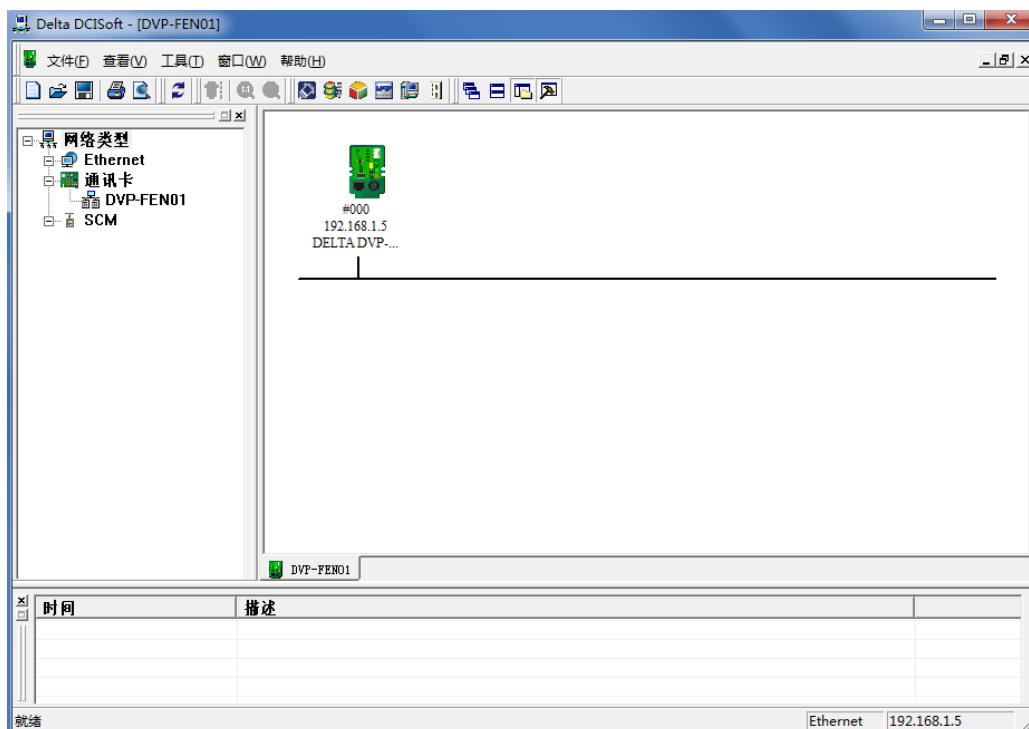 Delta DCISoft - [DVP-FEN01]
文件(F) 查看(V) 工具(T) 窗口(W) 帮助(H)
网络类型
Ethernet
通讯卡
DVP-FEN01
SCM
#000
192.168.1.5
DELTA DVP-...
DVP-FEN01
时间 描述
就绪 Ethernet 192.168.1.5